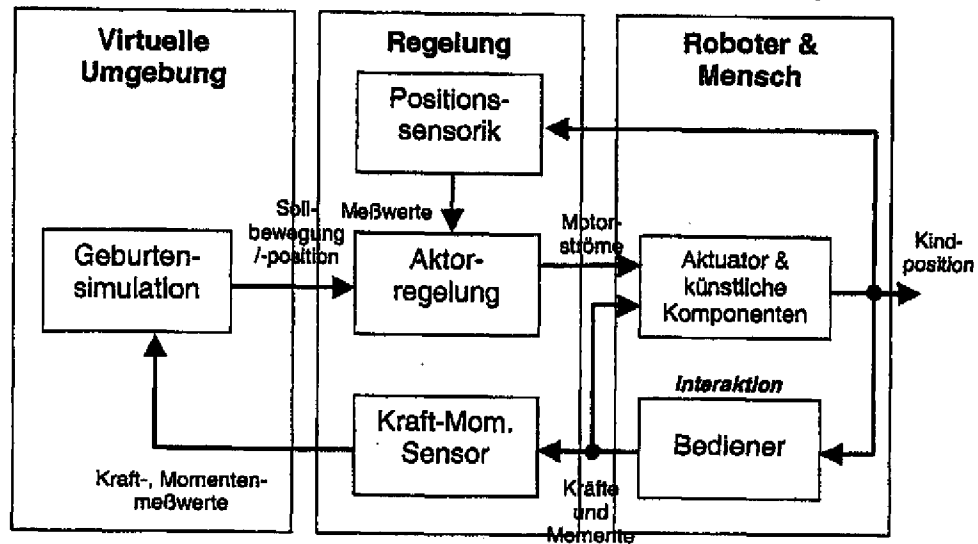 Virtuelle
Umgebung
Regelung
Roboter &
Mensch
Positions-
sensorik
Soll-
bewegung
/-position
Meßwerte
Motor-
ströme
Geburten-
simulation
Aktor-
regelung
Aktuator &
künstliche
Komponenten
Kind-
position
Interaktion
Kraft-Mom.
Sensor
Bediener
Kraft-, Momenten-
meßwerte
Kräfte
und
Momente